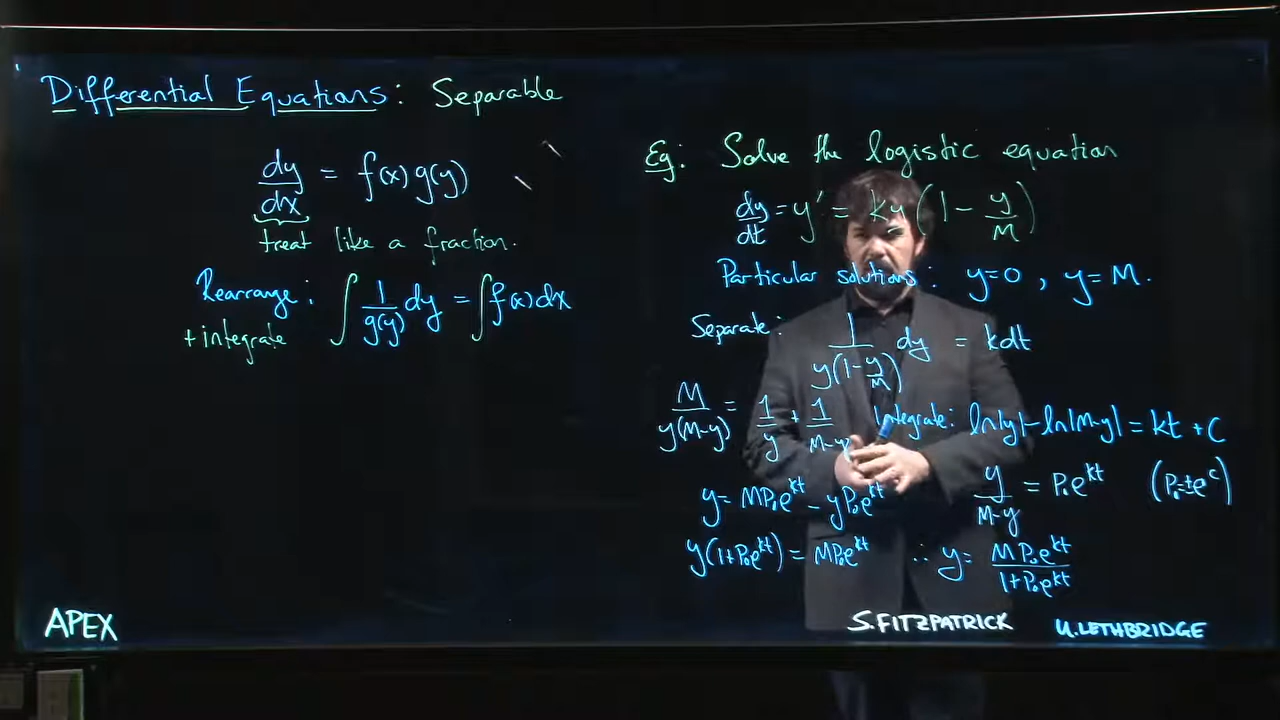 Differential Equations: Separable
dy/dx = f(x) g(y)
treat like a fraction.
Rearrange: ∫ 1/g(y) dy = ∫ f(x) dx
+ integrate
Eg: Solve the logistic equation
dy/dt = y' = ky (1 - y/M)
Particular solutions: y=0, y=M.
Separate: 1/(y(1-y/M)) dy = kdt
M/(y(M-y)) = 1/y + 1/(M-y) Integrate: ln|y| - ln|M-y| = kt + C
y/(M-y) = P₀e^kt (P₀=±e^c)
y = MP₀e^kt - yP₀e^kt
y(1+P₀e^kt) = MP₀e^kt ∴ y = MP₀e^kt/(1+P₀e^kt)
APEX
S.FITZPATRICK
U.LETHBRIDGE